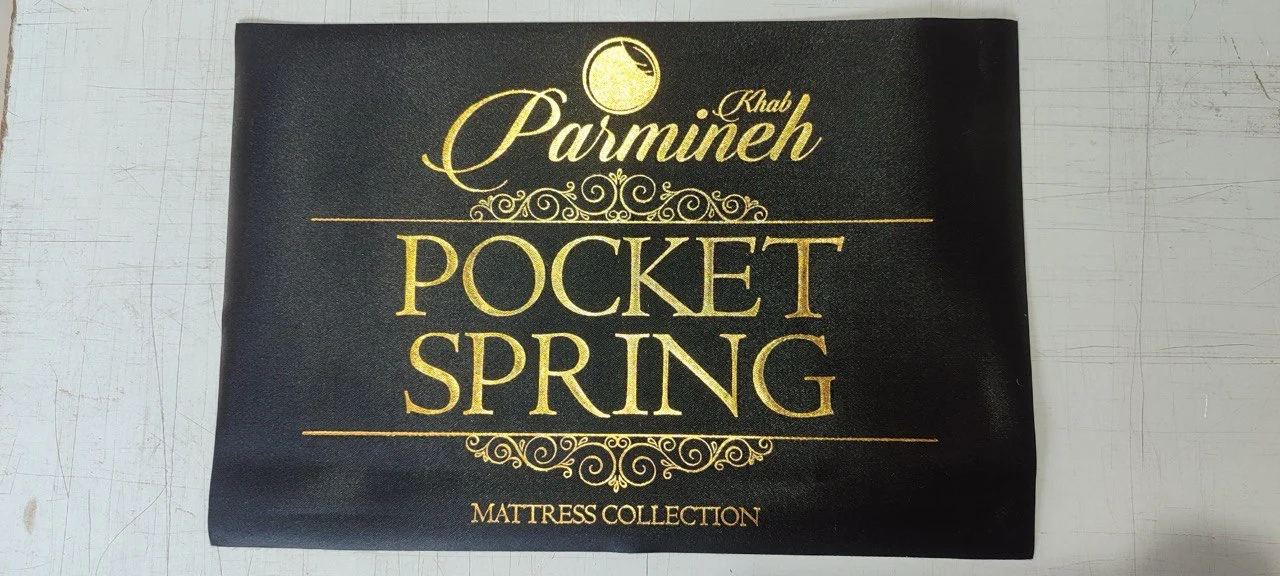 Khab
Parmineh
POCKET
SPRING
MATTRESS COLLECTION